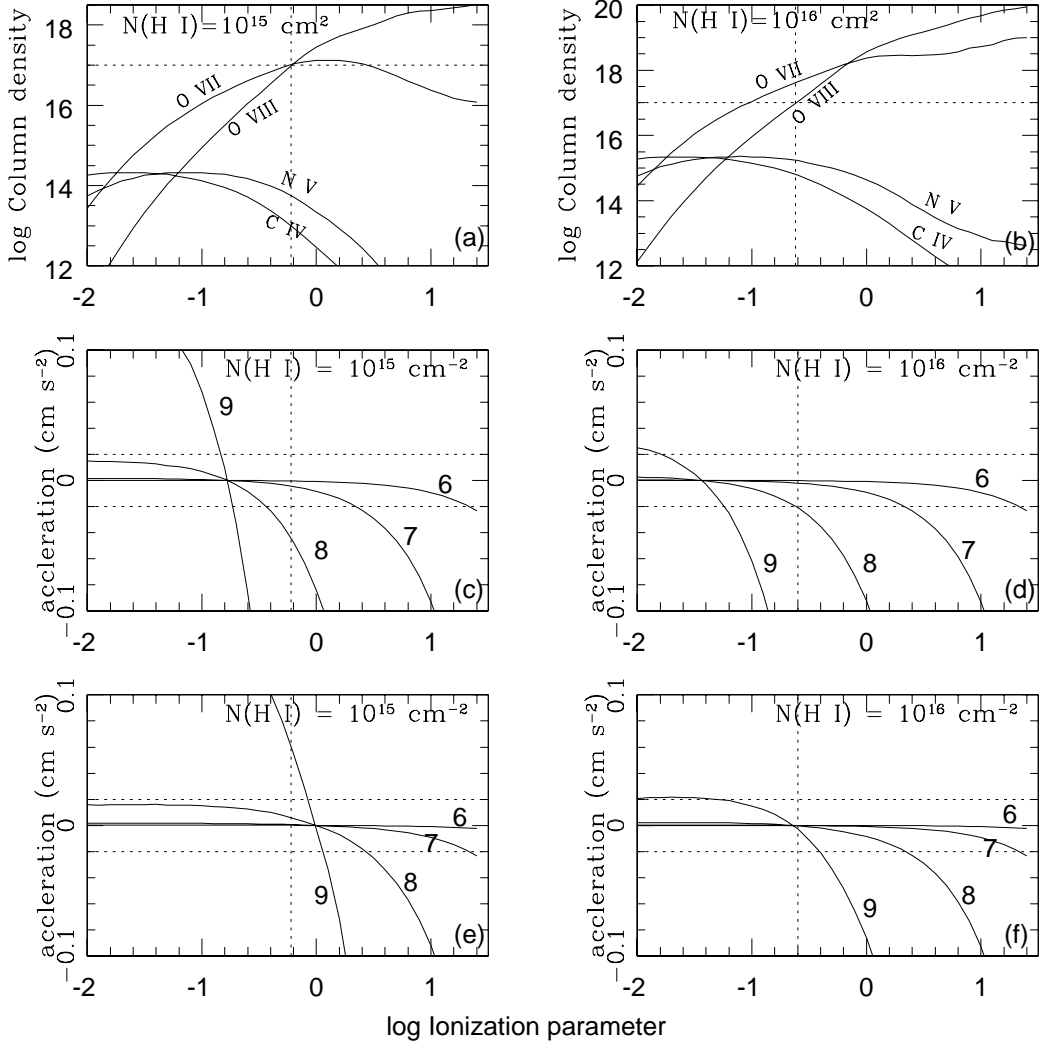 N(H I)=10¹⁵ cm²
log Column density
18
16
14
12
O VII
O VIII
N V
C IV
(a)
-2
-1
0
1
N(H I)=10¹⁶ cm²
log Column density
20
18
16
14
12
10
O VII
O VIII
N V
C IV
(b)
-2
-1
0
1
N(H I) = 10¹⁵ cm⁻²
accleration (cm s⁻²)
0.1
0
−0.1
9
6
8
7
(c)
-2
-1
0
1
N(H I) = 10¹⁶ cm⁻²
acceleration (cm s⁻²)
0.1
0
−0.1
6
9
8
7
(d)
-2
-1
0
1
N(H I) = 10¹⁵ cm⁻²
accleration (cm s⁻²)
0.1
0
−0.1
6
7
8
9
(e)
-2
-1
0
1
N(H I) = 10¹⁶ cm⁻²
acceleration (cm s⁻²)
0.1
0
−0.1
6
7
8
9
(f)
-2
-1
0
1
log Ionization parameter